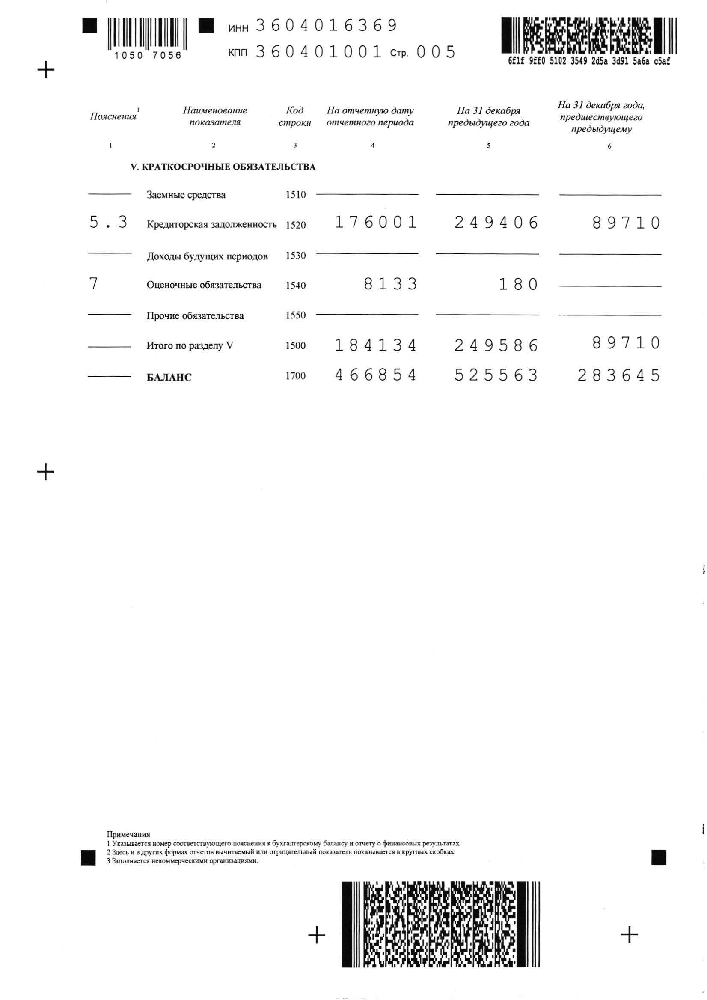 ИНН 3604016369
1050 7056
КПП 360401001 Стр. 005
6f1f 9ff0 5102 3549 2d5a 3d91 5a6a c5af
Пояснения 1 Наименование показателя Код строки На отчетную дату отчетного периода На 31 декабря предыдущего года На 31 декабря года, предшествующего предыдущему
1 2 3 4 5 6
V. КРАТКОСРОЧНЫЕ ОБЯЗАТЕЛЬСТВА
Заемные средства 1510
5.3 Кредиторская задолженность 1520 176001 249406 89710
Доходы будущих периодов 1530
7 Оценочные обязательства 1540 8133 180
Прочие обязательства 1550
Итого по разделу V 1500 184134 249586 89710
БАЛАНС 1700 466854 525563 283645
Примечания
1 Указывается номер соответствующего пояснения к бухгалтерскому балансу и отчету о финансовых результатах.
2 Здесь и в других формах отчетов вычитаемый или отрицательный показатель показывается в круглых скобках.
3 Заполняется некоммерческими организациями.